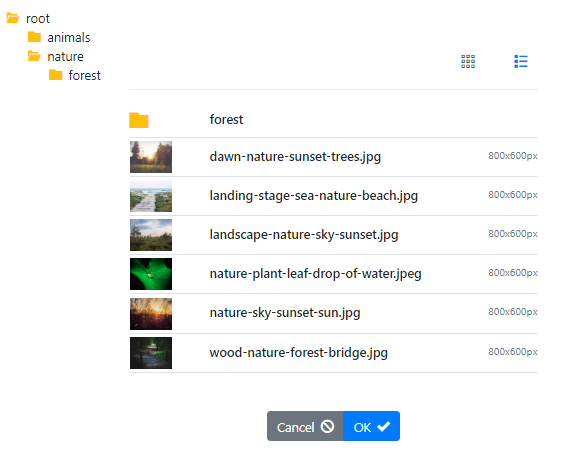 root
animals
nature
forest
forest
dawn-nature-sunset-trees.jpg 800x600px
landing-stage-sea-nature-beach.jpg 800x600px
landscape-nature-sky-sunset.jpg 800x600px
nature-plant-leaf-drop-of-water.jpeg 800x600px
nature-sky-sunset-sun.jpg 800x600px
wood-nature-forest-bridge.jpg 800x600px
Cancel OK